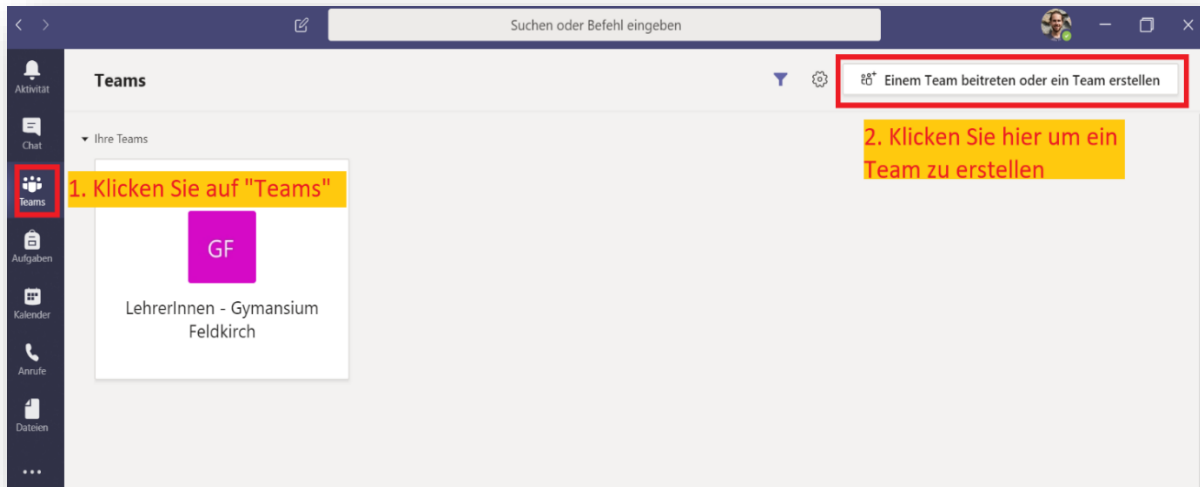 Suchen oder Befehl eingeben
Aktivität
Teams
Einem Team beitreten oder ein Team erstellen
Chat
Ihre Teams
2. Klicken Sie hier um ein
Team zu erstellen
Teams
1. Klicken Sie auf "Teams"
GF
LehrerInnen - Gymansium
Feldkirch
Aufgaben
Kalender
Anrufe
Dateien